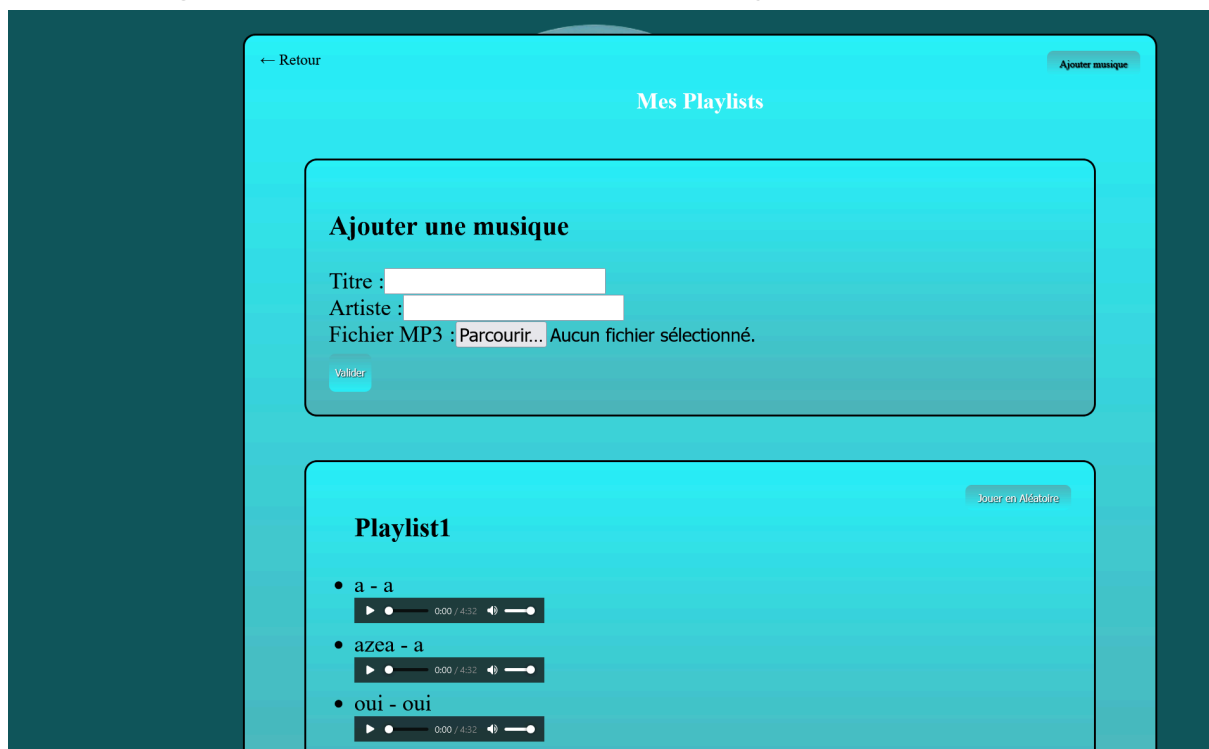 ← Retour
Ajouter musique
Mes Playlists
Ajouter une musique
Titre :
Artiste :
Fichier MP3 : Parcourir... Aucun fichier sélectionné.
Valider
Jouer en Aléatoire
Playlist1
a - a
0:00 / 4:32
azea - a
0:00 / 4:32
oui - oui
0:00 / 4:32